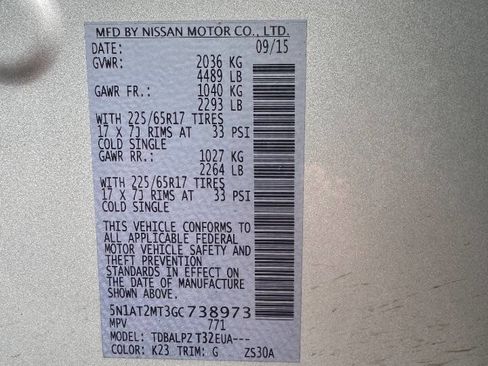 MFD BY NISSAN MOTOR CO., LTD.
DATE: 09/15
GVWR: 2036 KG
4489 LB
GAWR FR.: 1040 KG
2293 LB
WITH 225/65R17 TIRES
17 X 7J RIMS AT 33 PSI
COLD SINGLE
GAWR RR.: 1027 KG
2264 LB
WITH 225/65R17 TIRES
17 X 7J RIMS AT 33 PSI
COLD SINGLE
THIS VEHICLE CONFORMS TO
ALL APPLICABLE FEDERAL
MOTOR VEHICLE SAFETY AND
THEFT PREVENTION
STANDARDS IN EFFECT ON
THE DATE OF MANUFACTURE
SHOWN ABOVE.
5N1AT2MT3GC738973
MPV 771
MODEL: TDBALPZ T32EUA---
COLOR: K23 TRIM: G ZS30A